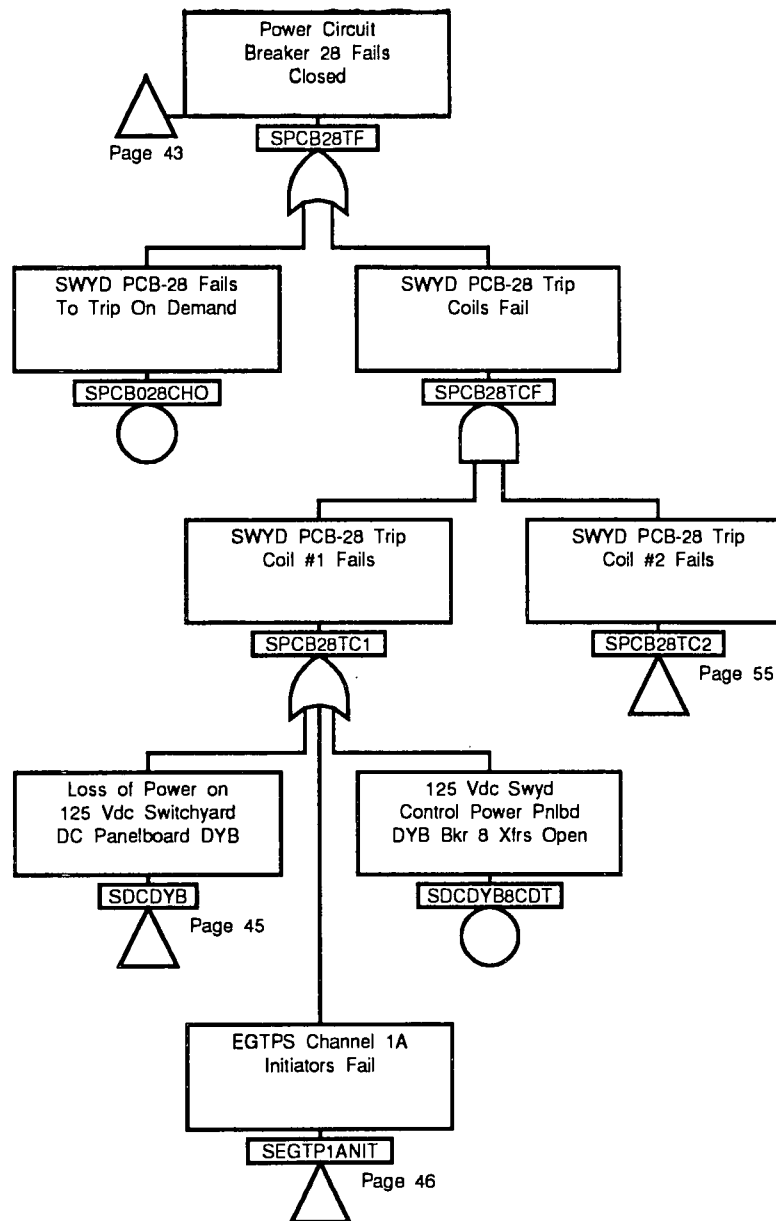 Power Circuit
Breaker 28 Fails
Closed
Page 43
SPCB28TF
SWYD PCB-28 Fails
To Trip On Demand
SPCB028CHO
SWYD PCB-28 Trip
Coils Fail
SPCB28TCF
SWYD PCB-28 Trip
Coil #1 Fails
SPCB28TC1
SWYD PCB-28 Trip
Coil #2 Fails
SPCB28TC2
Page 55
Loss of Power on
125 Vdc Switchyard
DC Panelboard DYB
SDCDYB
Page 45
125 Vdc Swyd
Control Power Pnlbd
DYB Bkr 8 Xfrs Open
SDCDYB8CDT
EGTPS Channel 1A
Initiators Fail
SEGTP1ANIT
Page 46